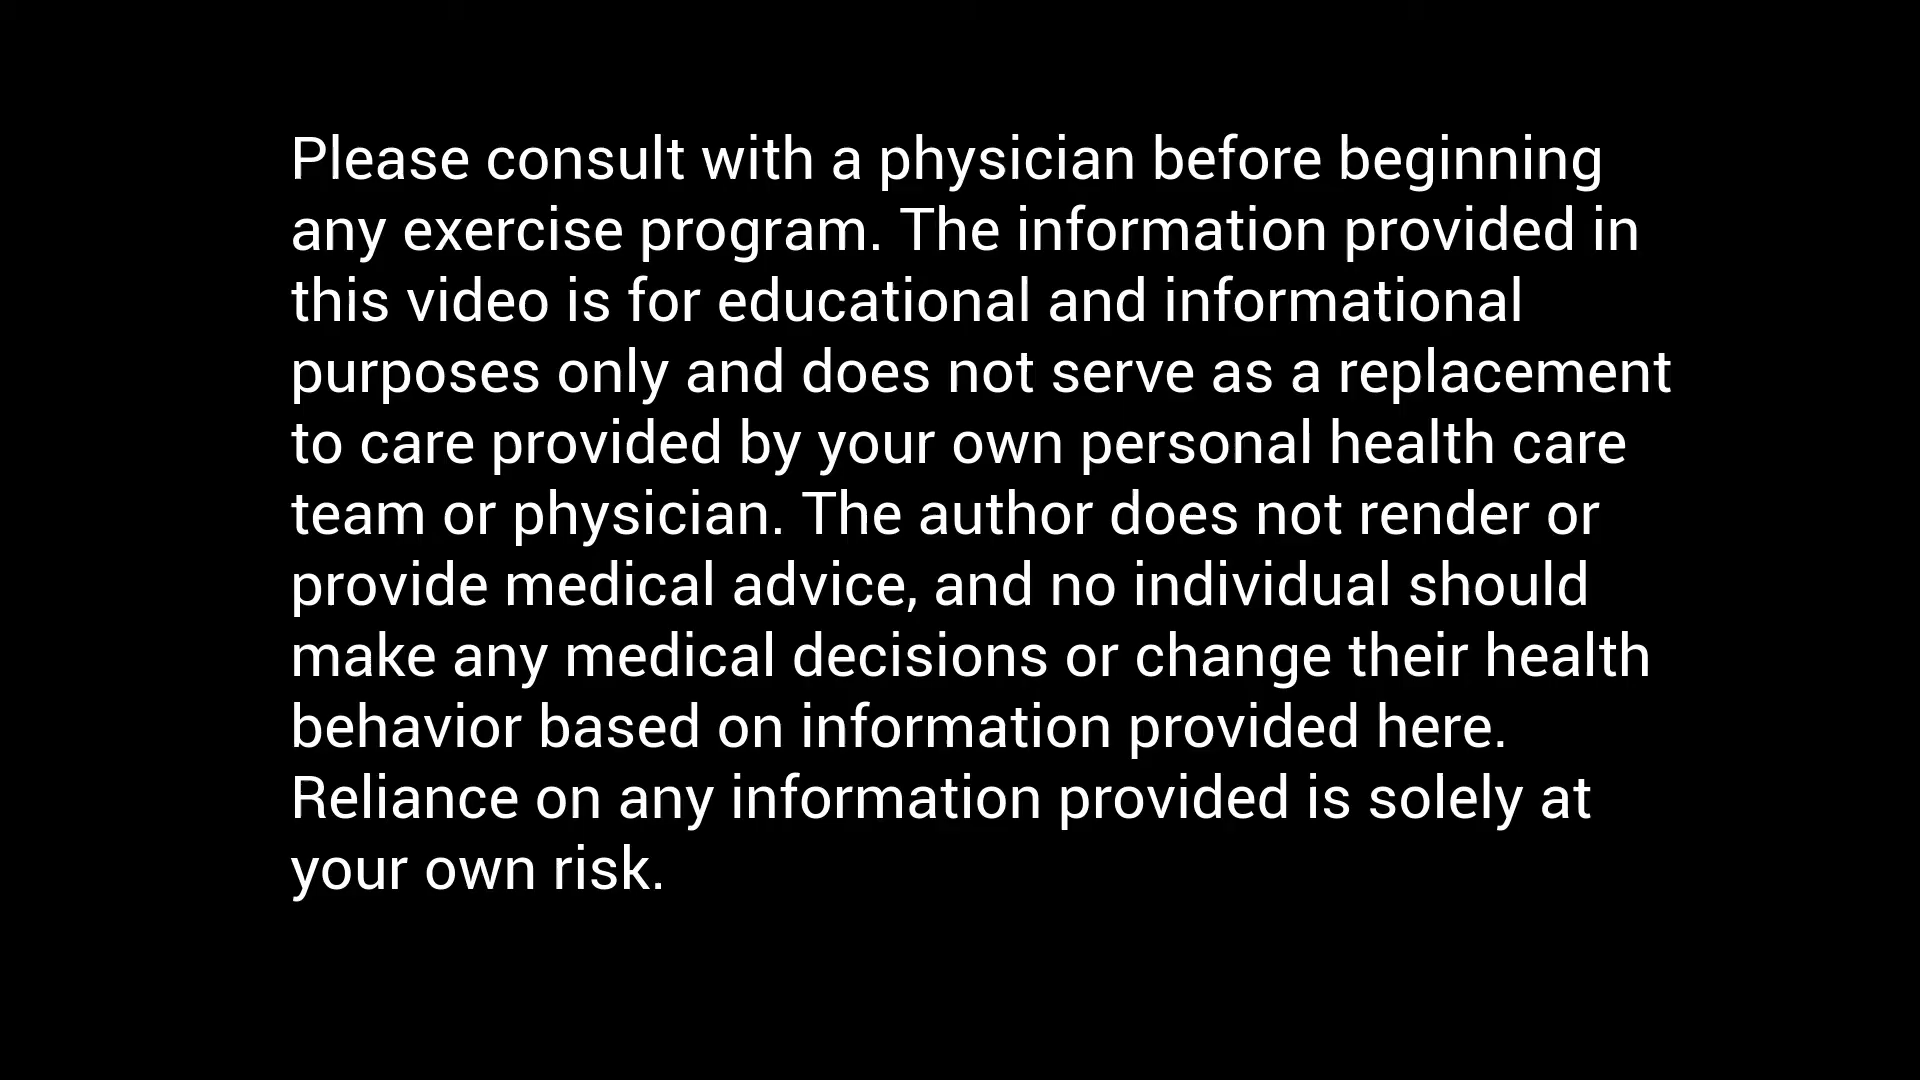 Please consult with a physician before beginning
any exercise program. The information provided in
this video is for educational and informational
purposes only and does not serve as a replacement
to care provided by your own personal health care
team or physician. The author does not render or
provide medical advice, and no individual should
make any medical decisions or change their health
behavior based on information provided here.
Reliance on any information provided is solely at
your own risk.